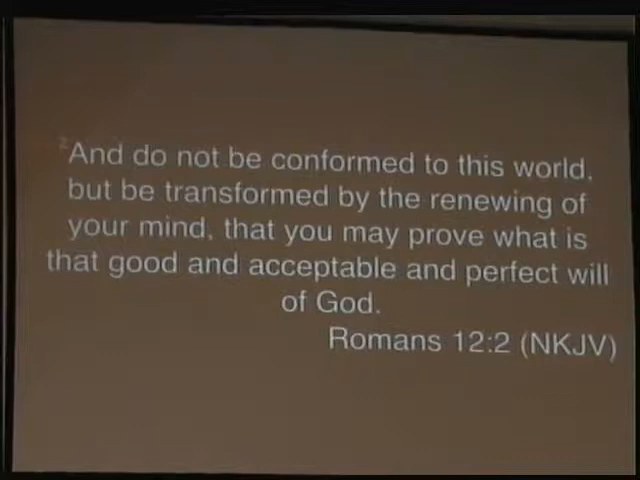 ²And do not be conformed to this world,
but be transformed by the renewing of
your mind, that you may prove what is
that good and acceptable and perfect will
of God.
Romans 12:2 (NKJV)